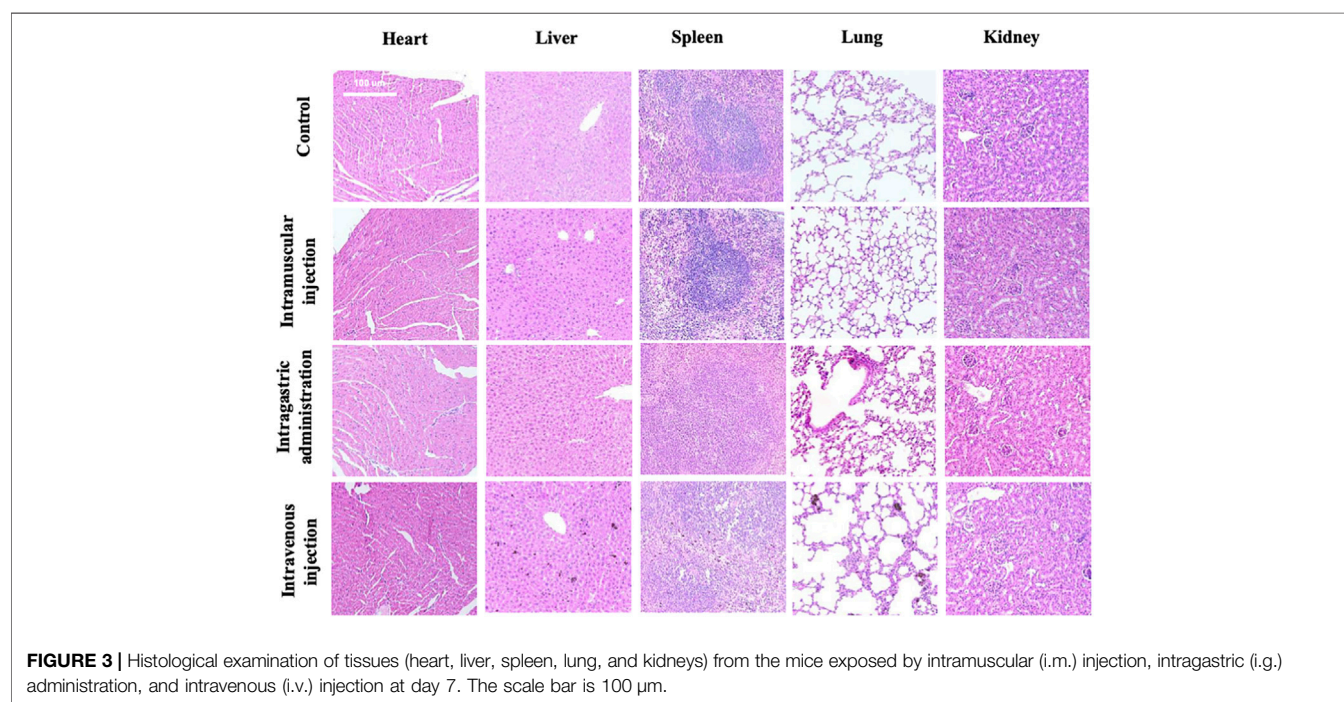 Heart Liver Spleen Lung Kidney
100 um
Control
Intramuscular
injection
Intragastric
administration
Intravenous
injection
FIGURE 3 | Histological examination of tissues (heart, liver, spleen, lung, and kidneys) from the mice exposed by intramuscular (i.m.) injection, intragastric (i.g.)
administration, and intravenous (i.v.) injection at day 7. The scale bar is 100 μm.